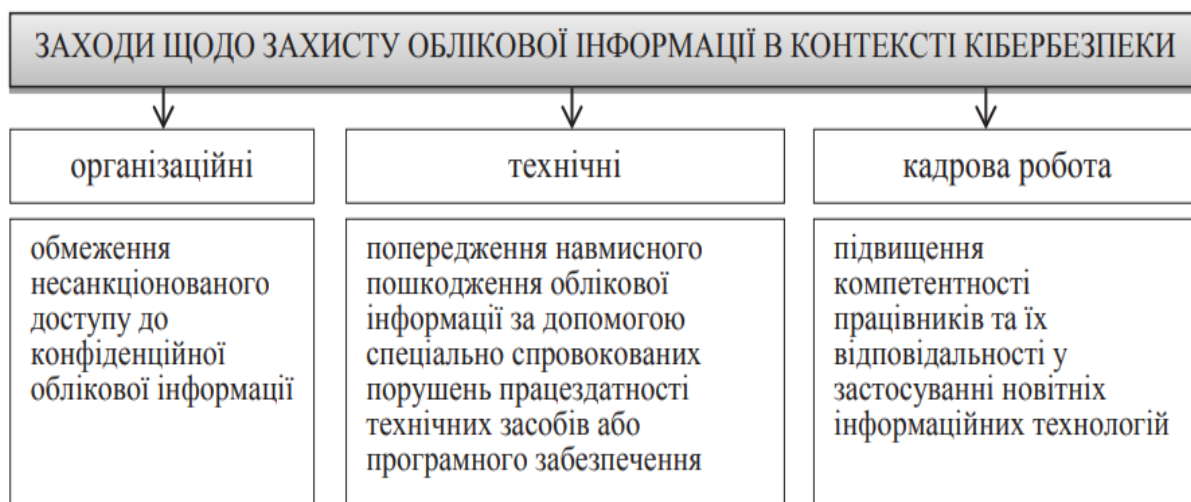 ЗАХОДИ ЩОДО ЗАХИСТУ ОБЛІКОВОЇ ІНФОРМАЦІЇ В КОНТЕКСТІ КІБЕРБЕЗПЕКИ
організаційні
обмеження
несанкціонованого
доступу до
конфіденційної
облікової інформації
технічні
попередження навмисного
пошкодження облікової
інформації за допомогою
спеціально спровокованих
порушень працездатності
технічних засобів або
програмного забезпечення
кадрова робота
підвищення
компетентності
працівників та їх
відповідальності у
застосуванні новітніх
інформаційних технологій